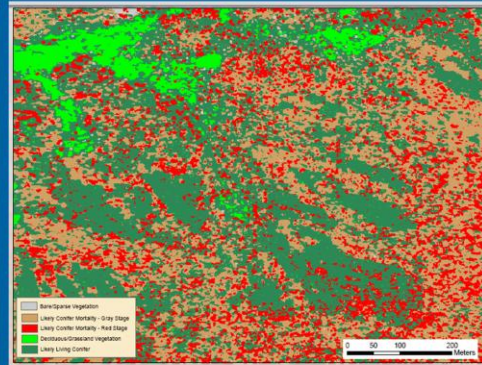 Bare/Sparse Vegetation
Likely Conifer Mortality - Gray Stage
Likely Conifer Mortality - Red Stage
Deciduous/Grassland Vegetation
Likely Living Conifer
0 50 100 200
Meters